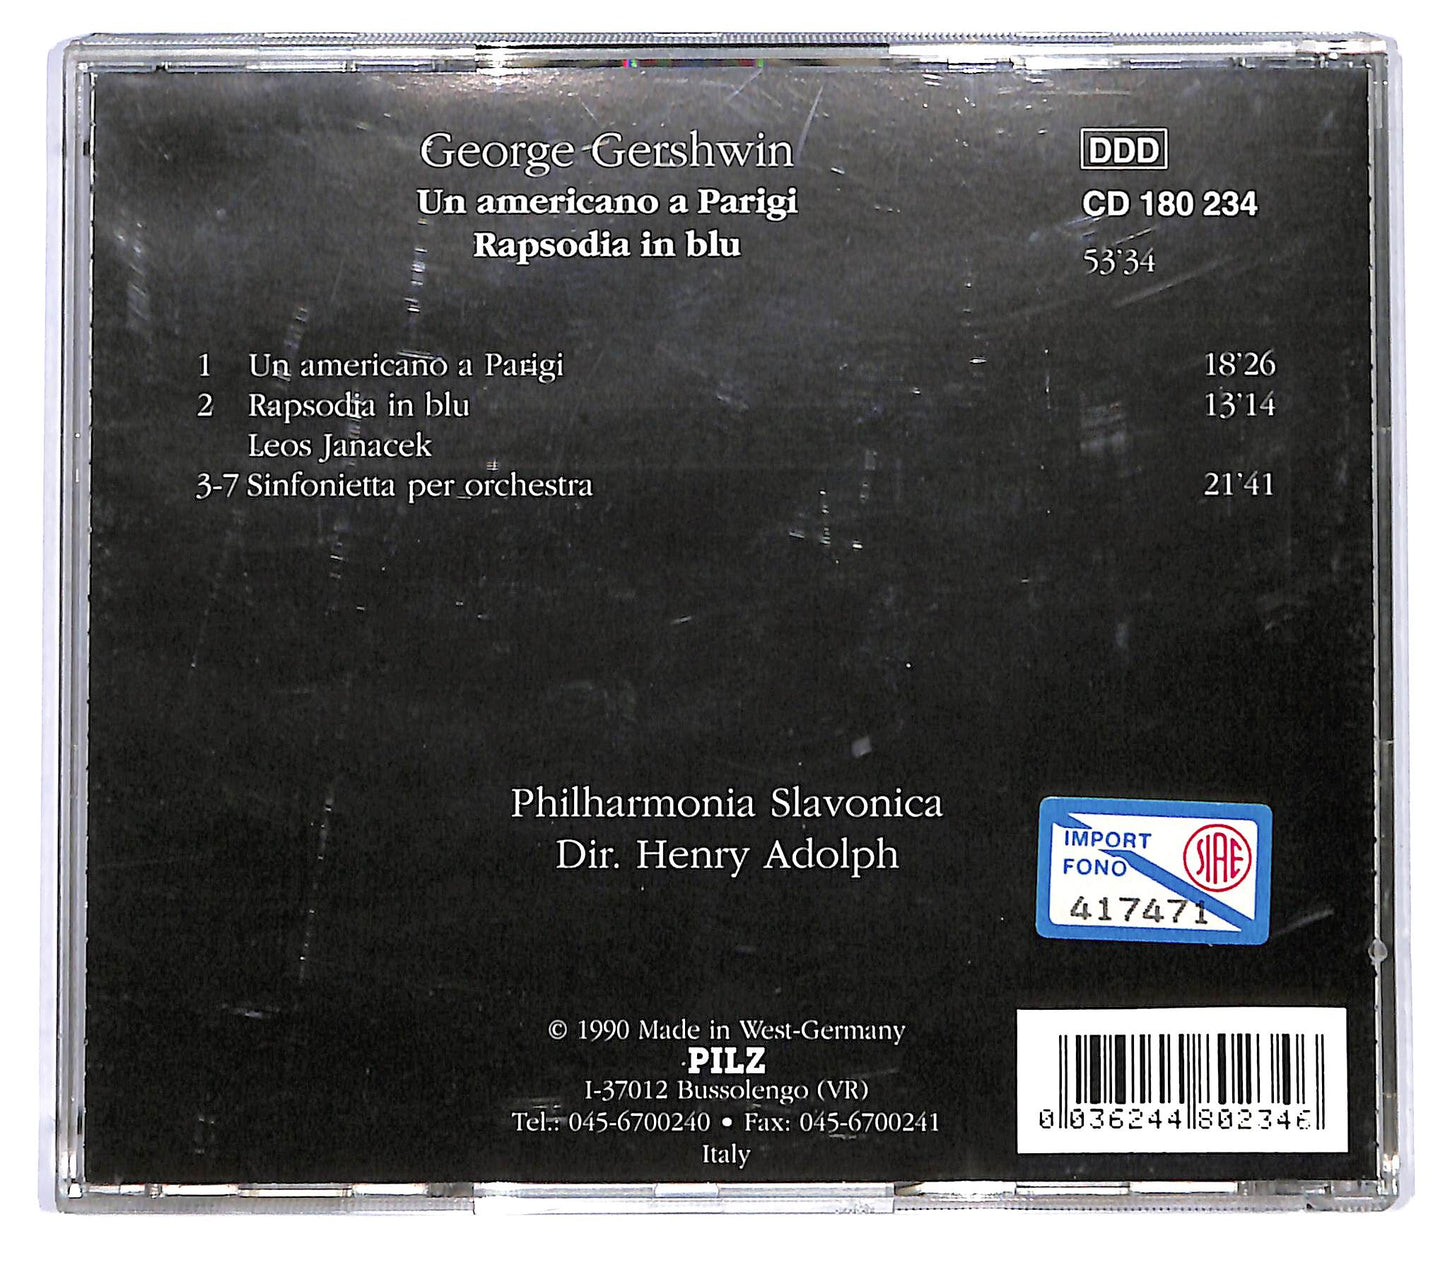 George Gershwin
Un americano a Parigi
Rapsodia in blu
DDD
CD 180 234
53'34
1 Un americano a Parigi 18'26
2 Rapsodia in blu 13'14
Leos Janacek
3-7 Sinfonietta per orchestra 21'41
Philharmonia Slavonica
Dir. Henry Adolph
IMPORT
FONO
SIAE
417471
© 1990 Made in West-Germany
PILZ
I-37012 Bussolengo (VR)
Tel.: 045-6700240 • Fax: 045-6700241
Italy
0 036244 802346